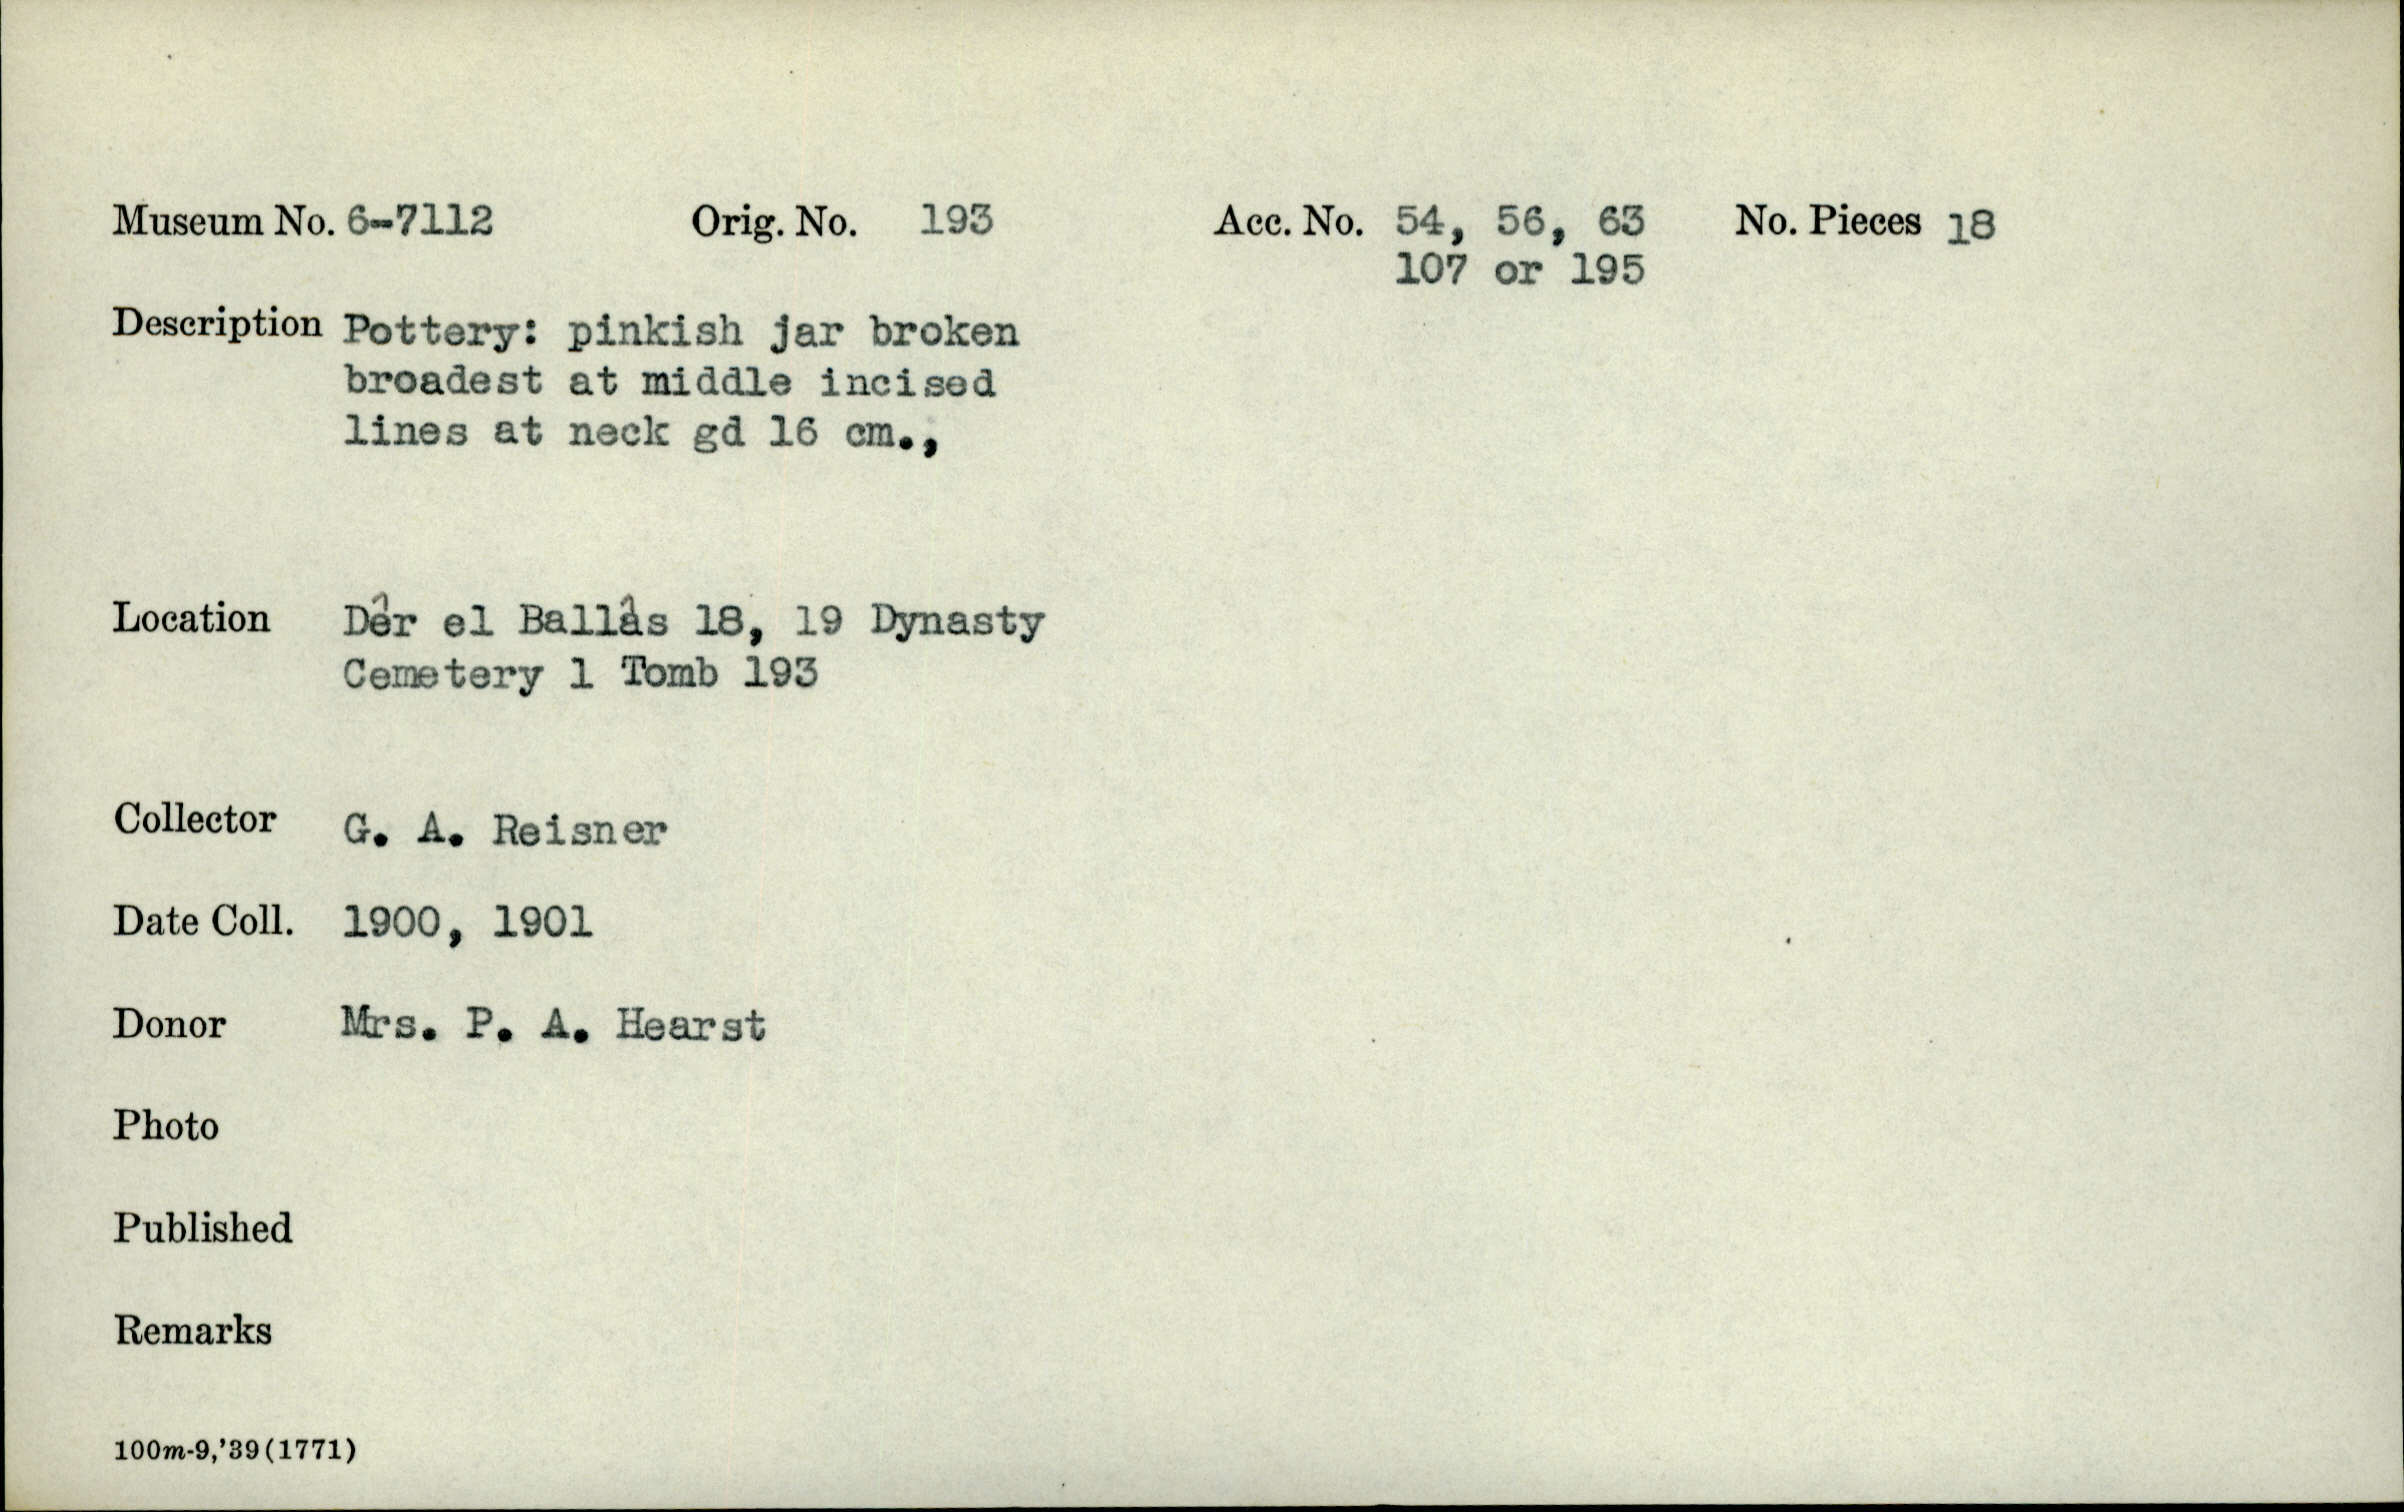 Museum No. 6-7112 Orig. No. 193 Acc. No. 54, 56, 63 No. Pieces 18
107 or 195
Description Pottery: pinkish jar broken
broadest at middle incised
lines at neck gd 16 cm.,
Location Dêr el Ballâs 18, 19 Dynasty
Cemetery 1 Tomb 193
Collector G. A. Reisner
Date Coll. 1900, 1901
Donor Mrs. P. A. Hearst
Photo
Published
Remarks
100m-9,'39(1771)